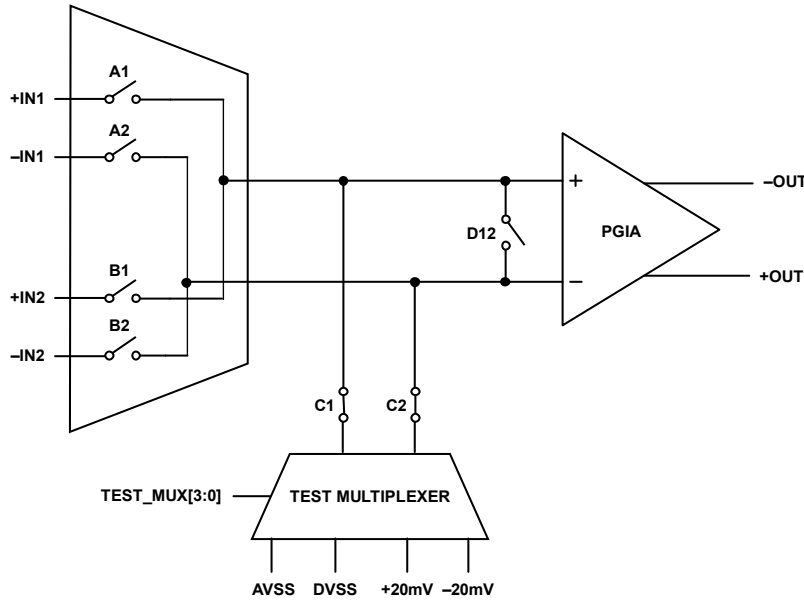 A1
+IN1
A2
–IN1
+
–OUT
D12
PGIA
B1
–
+OUT
+IN2
B2
–IN2
C1
C2
TEST_MUX[3:0]
TEST MULTIPLEXER
AVSS DVSS +20mV –20mV